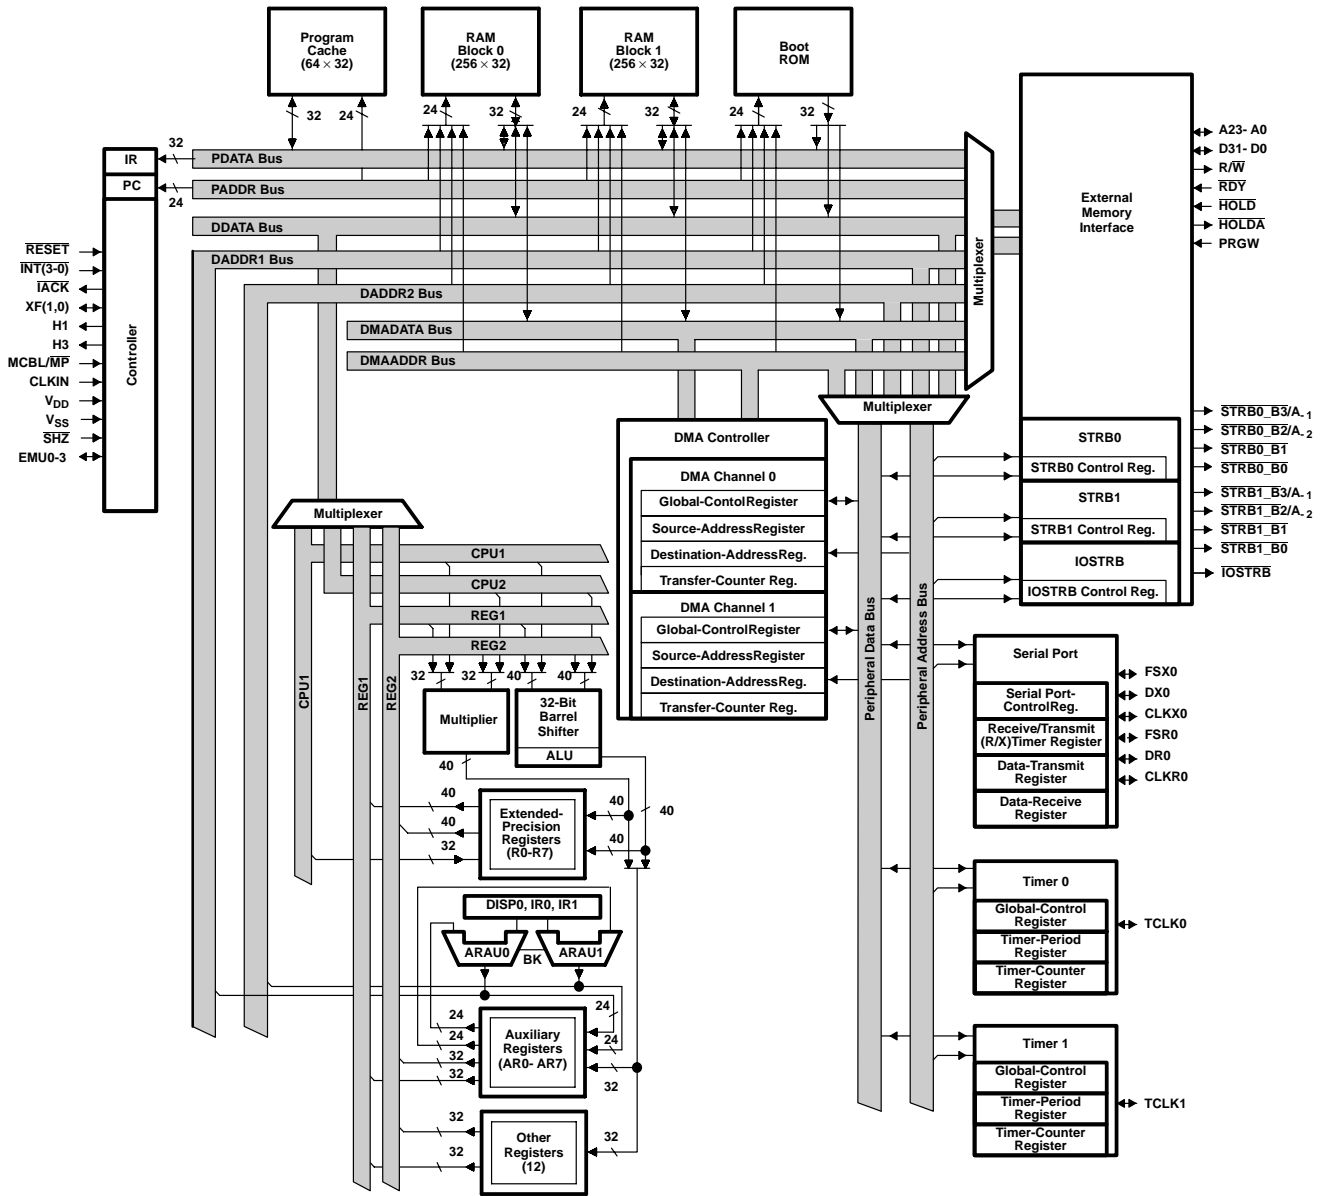 Program
Cache
(64 × 32)
RAM
Block 0
(256 × 32)
RAM
Block 1
(256 × 32)
Boot
ROM
32
24
24
32
24
32
24
32
IR
PC
32
24
PDATA Bus
PADDR Bus
DDATA Bus
DADDR1 Bus
DADDR2 Bus
DMADATA Bus
DMAADDR Bus
Multiplexer
External
Memory
Interface
A23- A0
D31- D0
R/W
RDY
HOLD
HOLDA
PRGW
RESET
INT(3-0)
IACK
XF(1,0)
H1
H3
MCBL/MP
CLKIN
VDD
VSS
SHZ
EMU0-3
Controller
Multiplexer
STRB0
STRB0 Control Reg.
STRB1
STRB1 Control Reg.
IOSTRB
IOSTRB Control Reg.
STRB0_B3/A-1
STRB0_B2/A-2
STRB0_B1
STRB0_B0
STRB1_B3/A-1
STRB1_B2/A-2
STRB1_B1
STRB1_B0
IOSTRB
DMA Controller
DMA Channel 0
Global-ContolRegister
Source-AddressRegister
Destination-AddressReg.
Transfer-Counter Reg.
DMA Channel 1
Global-ControlRegister
Source-AddressRegister
Destination-AddressReg.
Transfer-Counter Reg.
Peripheral Data Bus
Peripheral Address Bus
Multiplexer
CPU1
CPU2
REG1
REG2
CPU1
REG1
REG2
32
32
40
40
Multiplier
32-Bit
Barrel
Shifter
ALU
40
40
40
32
Extended-
Precision
Registers
(R0-R7)
40
40
40
DISP0, IR0, IR1
ARAU0
BK
ARAU1
24
24
32
32
Auxiliary
Registers
(AR0- AR7)
24
24
32
32
32
Other
Registers
(12)
32
Serial Port
Serial Port-
ControlReg.
Receive/Transmit
(R/X)Timer Register
Data-Transmit
Register
Data-Receive
Register
FSX0
DX0
CLKX0
FSR0
DR0
CLKR0
Timer 0
Global-Control
Register
Timer-Period
Register
Timer-Counter
Register
TCLK0
Timer 1
Global-Control
Register
Timer-Period
Register
Timer-Counter
Register
TCLK1